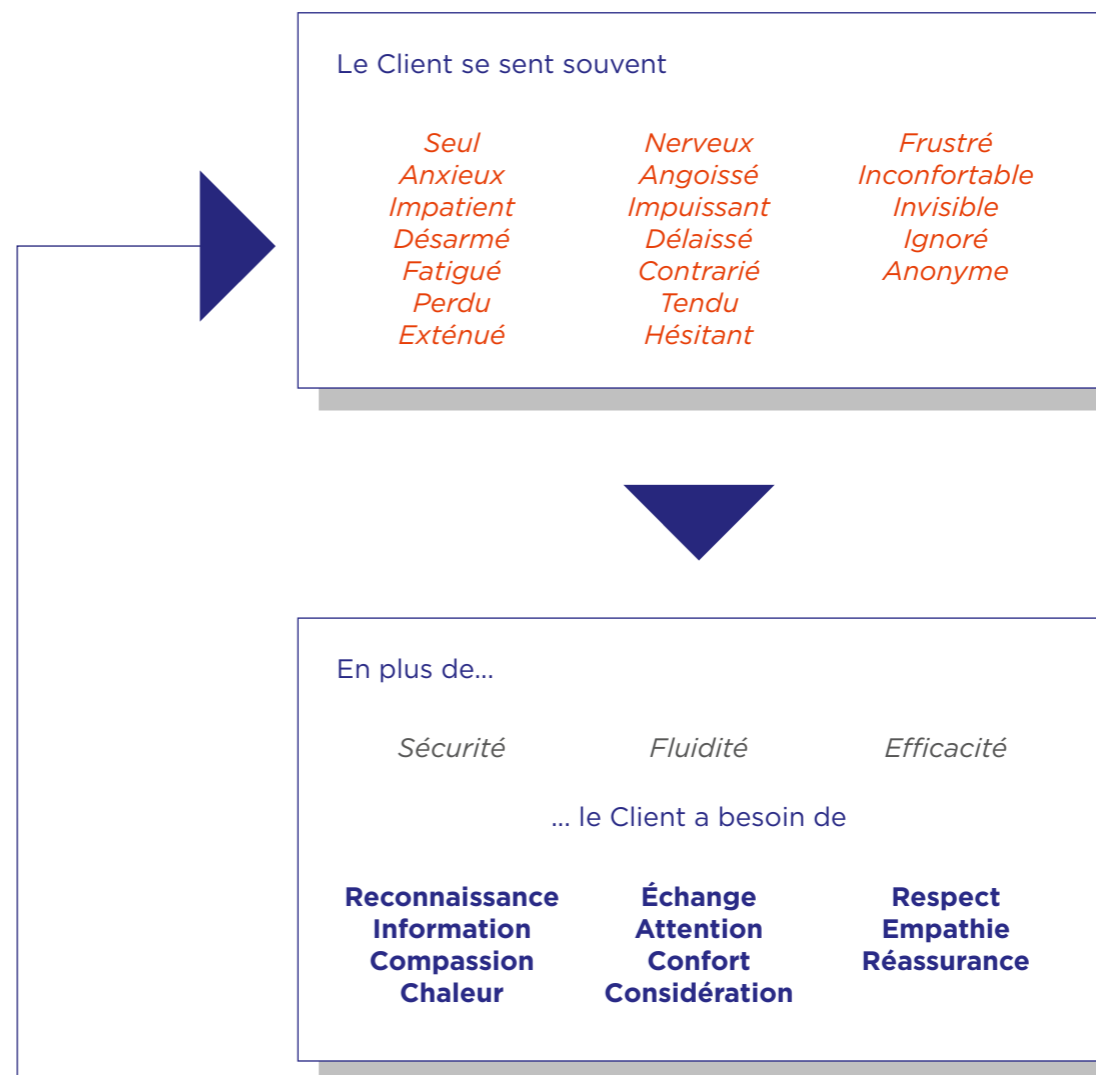 Le Client se sent souvent
Seul Nerveux Frustré
Anxieux Angoissé Inconfortable
Impatient Impuissant Invisible
Désarmé Délaissé Ignoré
Fatigué Contrarié Anonyme
Perdu Tendu
Exténué Hésitant
En plus de...
Sécurité Fluidité Efficacité
... le Client a besoin de
Reconnaissance Échange Respect
Information Attention Empathie
Compassion Confort Réassurance
Chaleur Considération